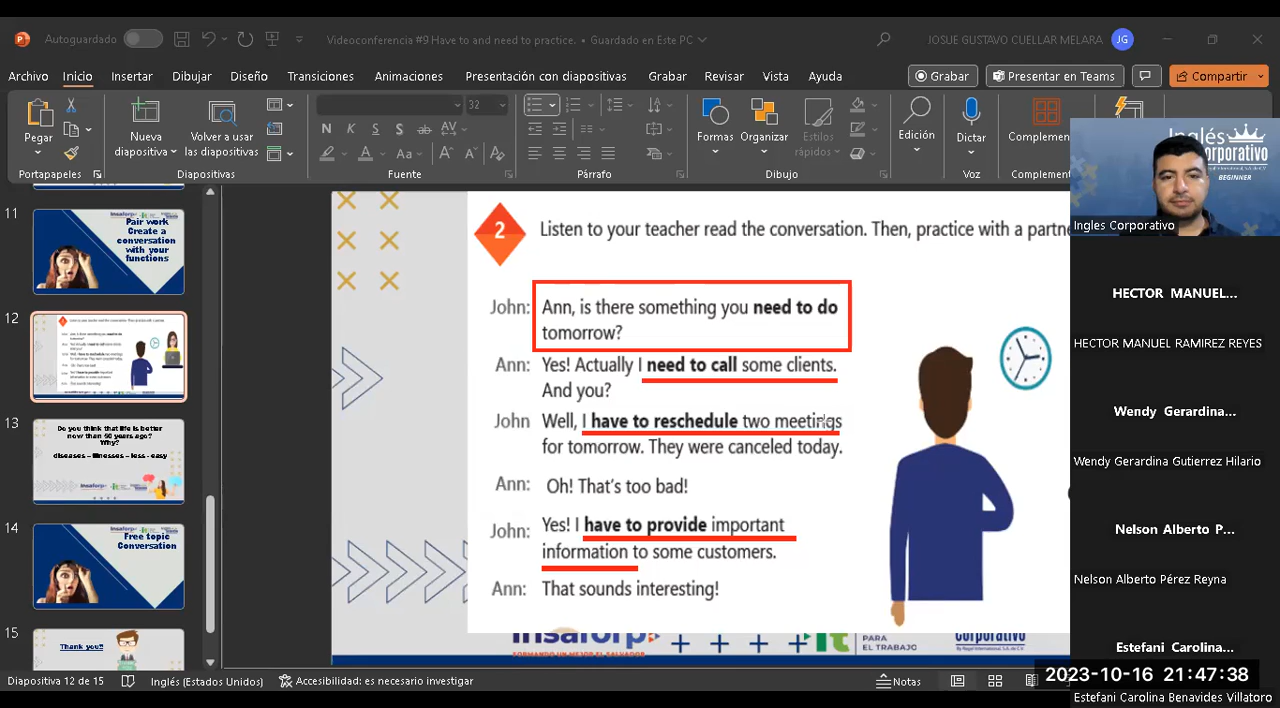 Autoguardado
Videoconferencia #9 Have to and need to practice. • Guardado en Este PC
JOSUE GUSTAVO CUELLAR MELARA
JG
Archivo Inicio Insertar Dibujar Diseño Transiciones Animaciones Presentación con diapositivas Grabar Revisar Vista Ayuda
Grabar
Presentar en Teams
Compartir
32
Pegar
Nueva diapositiva
Volver a usar las diapositivas
Formas
Organizar
Estilos rápidos
Edición
Dictar
Complemen
Portapapeles
Diapositivas
Fuente
Párrafo
Dibujo
Voz
Complement
11
Pair work
Create a
conversation
with your
functions
12
13
Do you think that life is better
now than 50 years ago?
Why?
diseases – illnesses – less - easy
14
Free topic
Conversation
15
Thank you!!
2
Listen to your teacher read the conversation. Then, practice with a partne
John: Ann, is there something you need to do
tomorrow?
Ann: Yes! Actually I need to call some clients.
And you?
John Well, I have to reschedule two meetings
for tomorrow. They were canceled today.
Ann: Oh! That's too bad!
John: Yes! I have to provide important
information to some customers.
Ann: That sounds interesting!
insaforp
FORMANDO UN MEJOR EL SALVADOR
PARA
EL TRABAJO
Corporativo
Inglés
Corporativo
BEGINNER
Ingles Corporativo
HECTOR MANUEL...
HECTOR MANUEL RAMIREZ REYES
Wendy Gerardina...
Wendy Gerardina Gutierrez Hilario
Nelson Alberto P...
Nelson Alberto Pérez Reyna
Estefani Carolina...
Estefani Carolina Benavides Villatoro
2023-10-16 21:47:38
Diapositiva 12 de 15
Inglés (Estados Unidos)
Accesibilidad: es necesario investigar
Notas